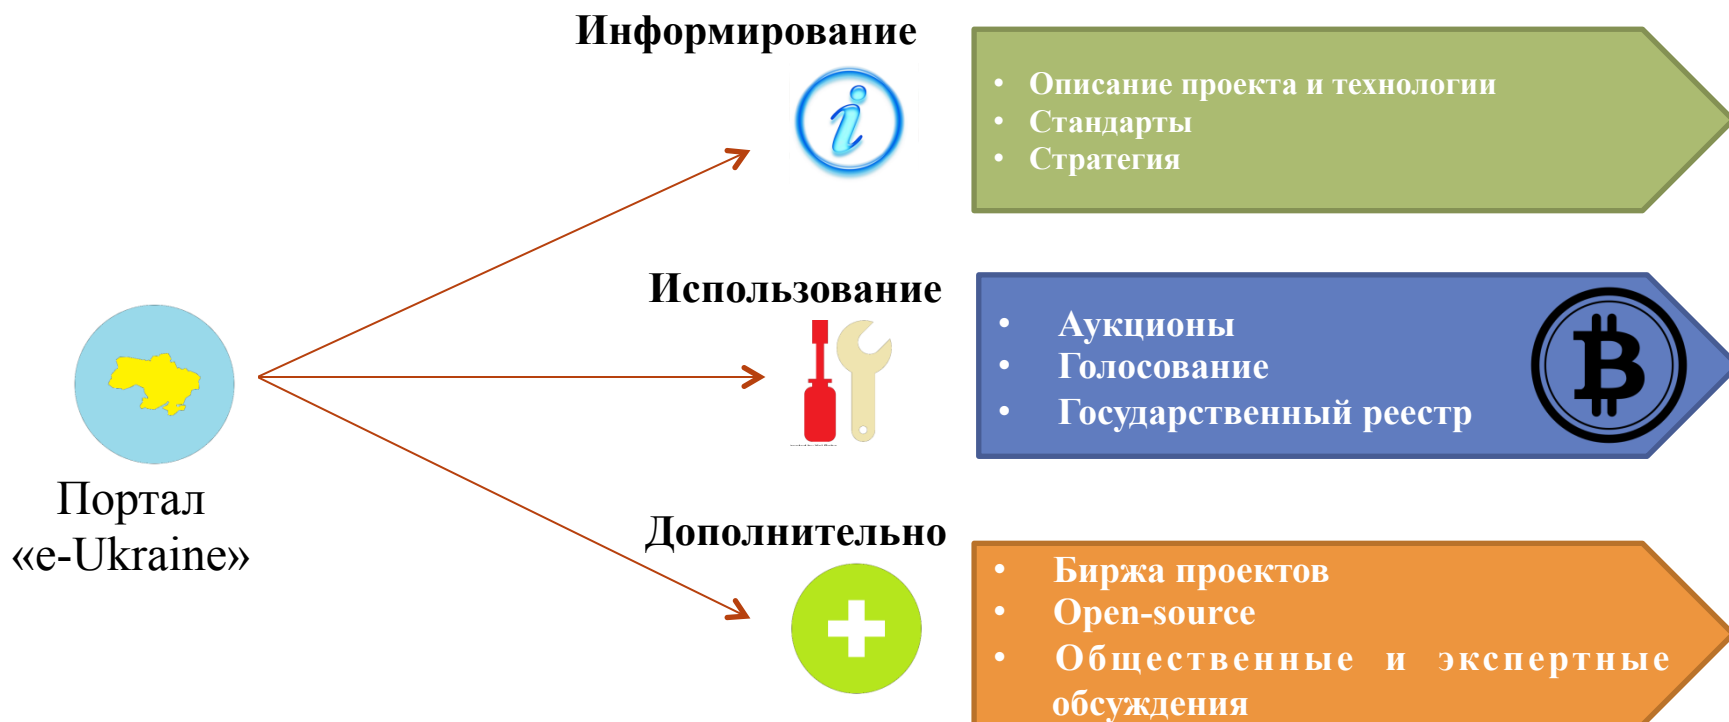 Информирование
• Описание проекта и технологии
• Стандарты
• Стратегия
Использование
• Аукционы
• Голосование
• Государственный реестр
Портал
«e-Ukraine»
Дополнительно
• Биржа проектов
• Open-source
• Общественные и экспертные
обсуждения